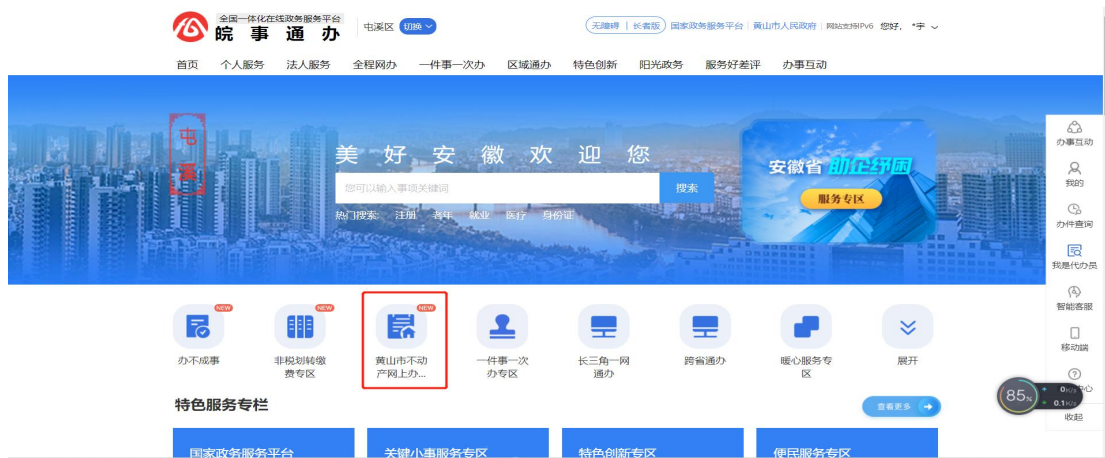 全国一体化在线政务服务平台
皖事通办
屯溪区 切换
无障碍 | 长者版 国家政务服务平台 | 黄山市人民政府 | 网站支持IPv6 您好，*宇
首页 个人服务 法人服务 全程网办 一件事一次办 区域通办 特色创新 阳光政务 服务好差评 办事互动
屯溪
美好安徽欢迎您
您可以输入事项关键词 搜索
热门搜索: 注册 老年 就业 医疗 身份证
安徽省 助企纾困
服务专区
办事互动
我的
办件查询
我是代办员
智能客服
移动端
中心
收起
85%
0K/s
0.1K/s
NEW NEW NEW
办不成事
非税划转缴
费专区
黄山市不动
产网上办...
一件事一次
办专区
长三角一网
通办
跨省通办
暖心服务专
区
展开
特色服务专栏 查看更多
国家政务服务平台 关键小事服务专区 特色创新专区 便民服务专区